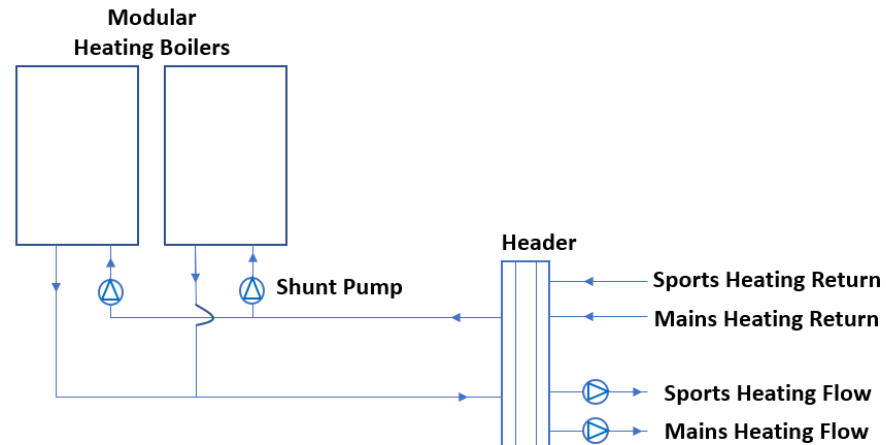 Modular
Heating Boilers
Header
Shunt Pump
Sports Heating Return
Mains Heating Return
Sports Heating Flow
Mains Heating Flow